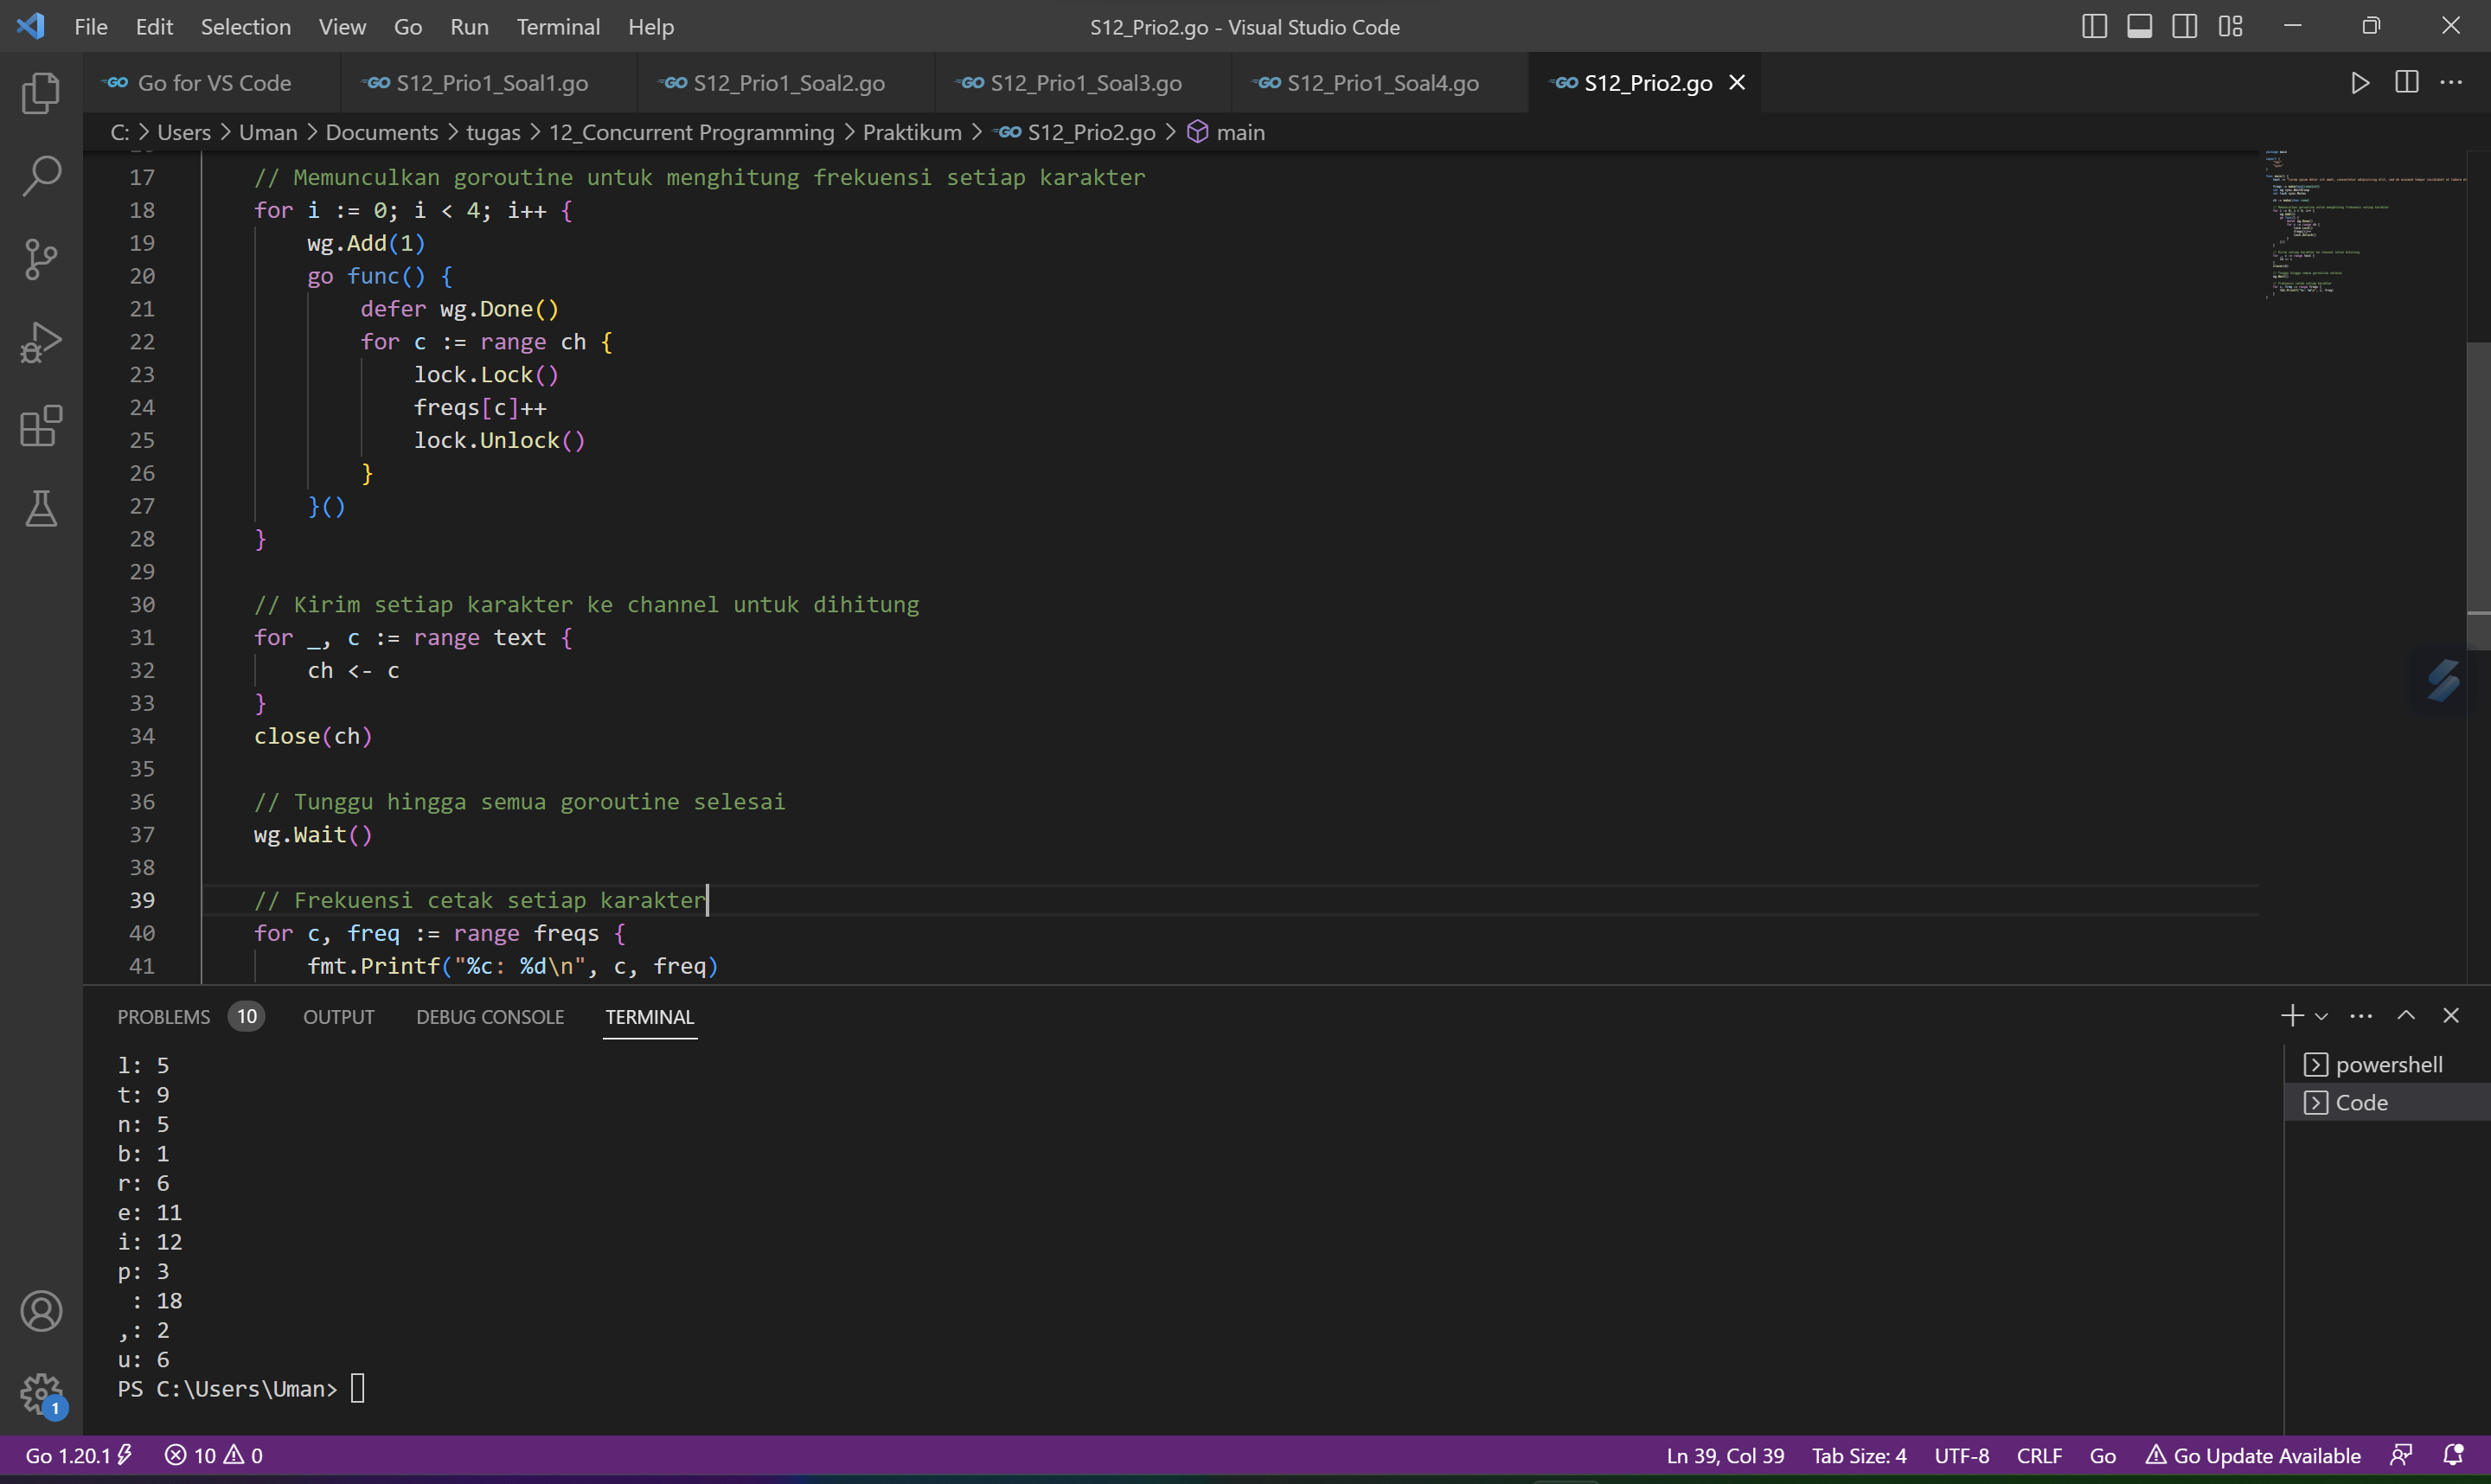 File Edit Selection View Go Run Terminal Help
S12_Prio2.go - Visual Studio Code
Go for VS Code
S12_Prio1_Soal1.go
S12_Prio1_Soal2.go
S12_Prio1_Soal3.go
S12_Prio1_Soal4.go
S12_Prio2.go
C: > Users > Uman > Documents > tugas > 12_Concurrent Programming > Praktikum > S12_Prio2.go > main
17 // Memunculkan goroutine untuk menghitung frekuensi setiap karakter
18 for i := 0; i < 4; i++ {
19 wg.Add(1)
20 go func() {
21 defer wg.Done()
22 for c := range ch {
23 lock.Lock()
24 freqs[c]++
25 lock.Unlock()
26 }
27 }()
28 }
29
30 // Kirim setiap karakter ke channel untuk dihitung
31 for _, c := range text {
32 ch <- c
33 }
34 close(ch)
35
36 // Tunggu hingga semua goroutine selesai
37 wg.Wait()
38
39 // Frekuensi cetak setiap karakter
40 for c, freq := range freqs {
41 fmt.Printf("%c: %d\n", c, freq)
PROBLEMS 10 OUTPUT DEBUG CONSOLE TERMINAL
l: 5
t: 9
n: 5
b: 1
r: 6
e: 11
i: 12
p: 3
: 18
,: 2
u: 6
PS C:\Users\Uman>
powershell
Code
1
Go 1.20.1 10 0 Ln 39, Col 39 Tab Size: 4 UTF-8 CRLF Go Go Update Available